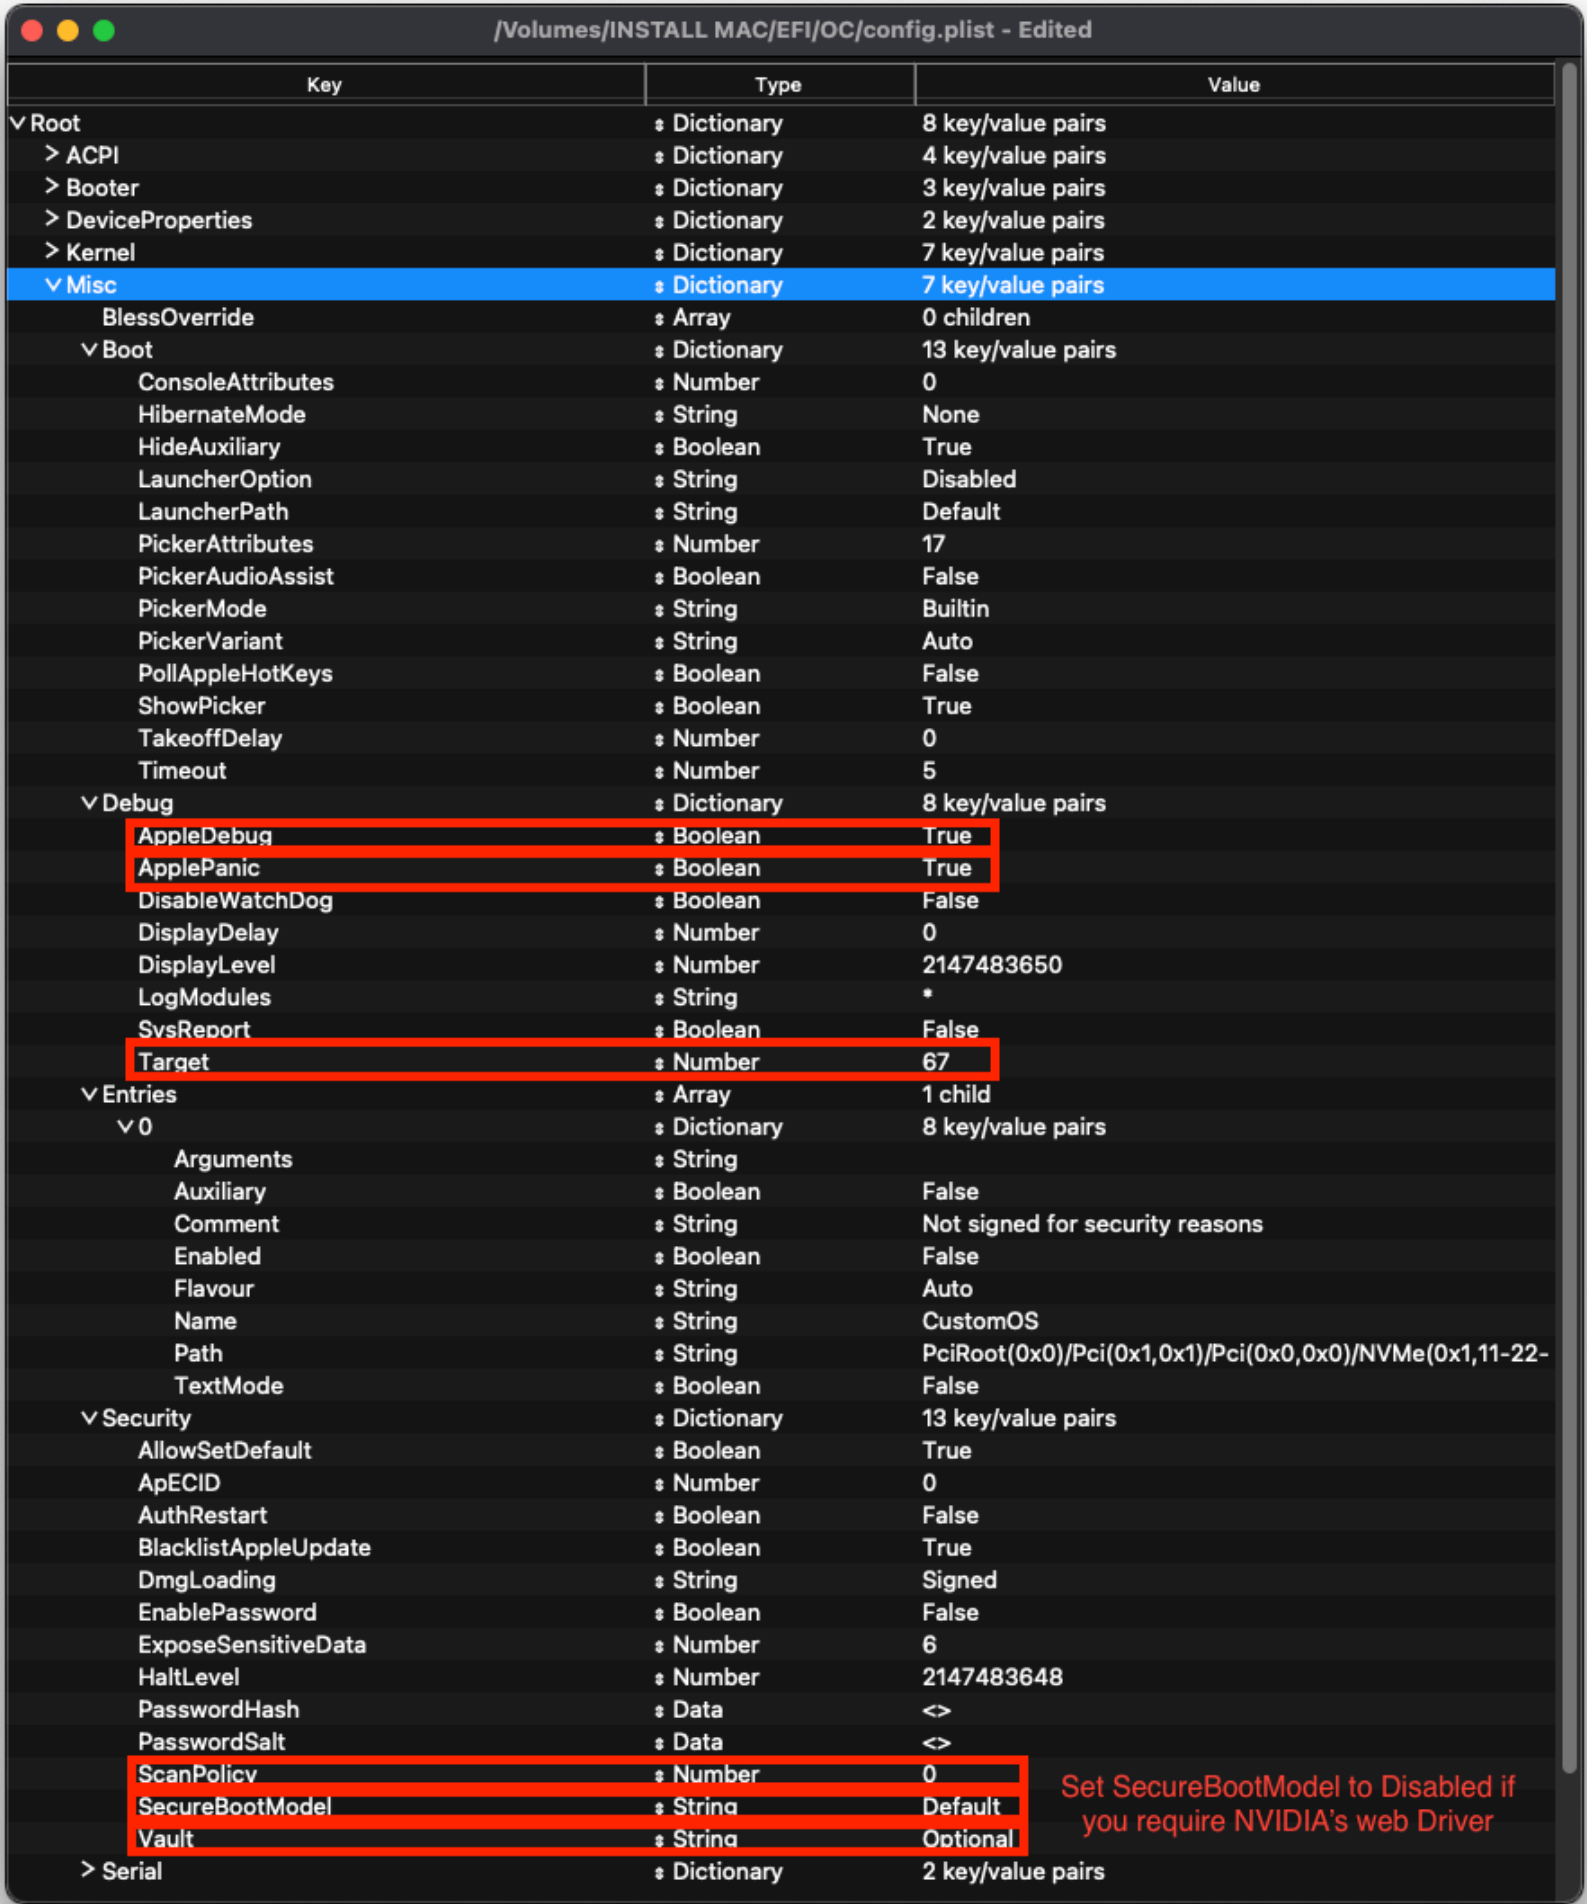 /Volumes/INSTALL MAC/EFI/OC/config.plist - Edited
Key Type Value
Root Dictionary 8 key/value pairs
ACPI Dictionary 4 key/value pairs
Booter Dictionary 3 key/value pairs
DeviceProperties Dictionary 2 key/value pairs
Kernel Dictionary 7 key/value pairs
Misc Dictionary 7 key/value pairs
BlessOverride Array 0 children
Boot Dictionary 13 key/value pairs
ConsoleAttributes Number 0
HibernateMode String None
HideAuxiliary Boolean True
LauncherOption String Disabled
LauncherPath String Default
PickerAttributes Number 17
PickerAudioAssist Boolean False
PickerMode String Builtin
PickerVariant String Auto
PollAppleHotKeys Boolean False
ShowPicker Boolean True
TakeoffDelay Number 0
Timeout Number 5
Debug Dictionary 8 key/value pairs
AppleDebug Boolean True
ApplePanic Boolean True
DisableWatchDog Boolean False
DisplayDelay Number 0
DisplayLevel Number 2147483650
LogModules String *
SysReport Boolean False
Target Number 67
Entries Array 1 child
0 Dictionary 8 key/value pairs
Arguments String
Auxiliary Boolean False
Comment String Not signed for security reasons
Enabled Boolean False
Flavour String Auto
Name String CustomOS
Path String PciRoot(0x0)/Pci(0x1,0x1)/Pci(0x0,0x0)/NVMe(0x1,11-22-
TextMode Boolean False
Security Dictionary 13 key/value pairs
AllowSetDefault Boolean True
ApECID Number 0
AuthRestart Boolean False
BlacklistAppleUpdate Boolean True
DmgLoading String Signed
EnablePassword Boolean False
ExposeSensitiveData Number 6
HaltLevel Number 2147483648
PasswordHash Data <>
PasswordSalt Data <>
ScanPolicy Number 0
SecureBootModel String Default
Vault String Optional
Set SecureBootModel to Disabled if
you require NVIDIA's web Driver
Serial Dictionary 2 key/value pairs